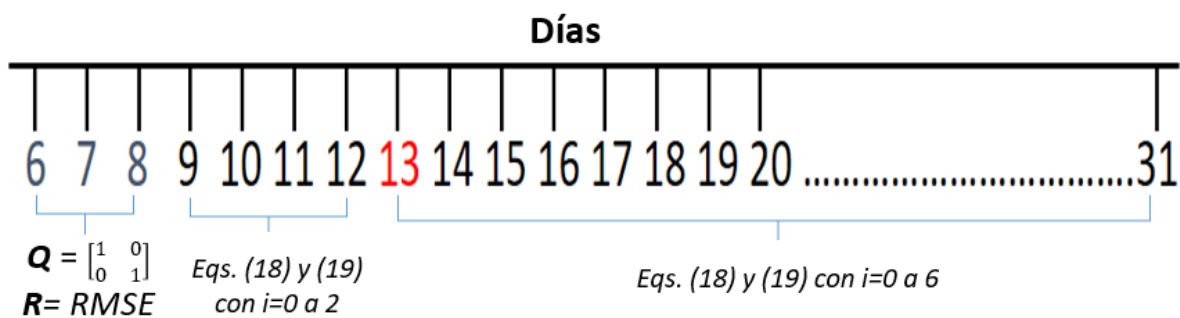 Días
6 7 8 9 10 11 12 13 14 15 16 17 18 19 20 ....................................31
Q = [1 0
0 1]
R= RMSE
Eqs. (18) y (19)
con i=0 a 2
Eqs. (18) y (19) con i=0 a 6